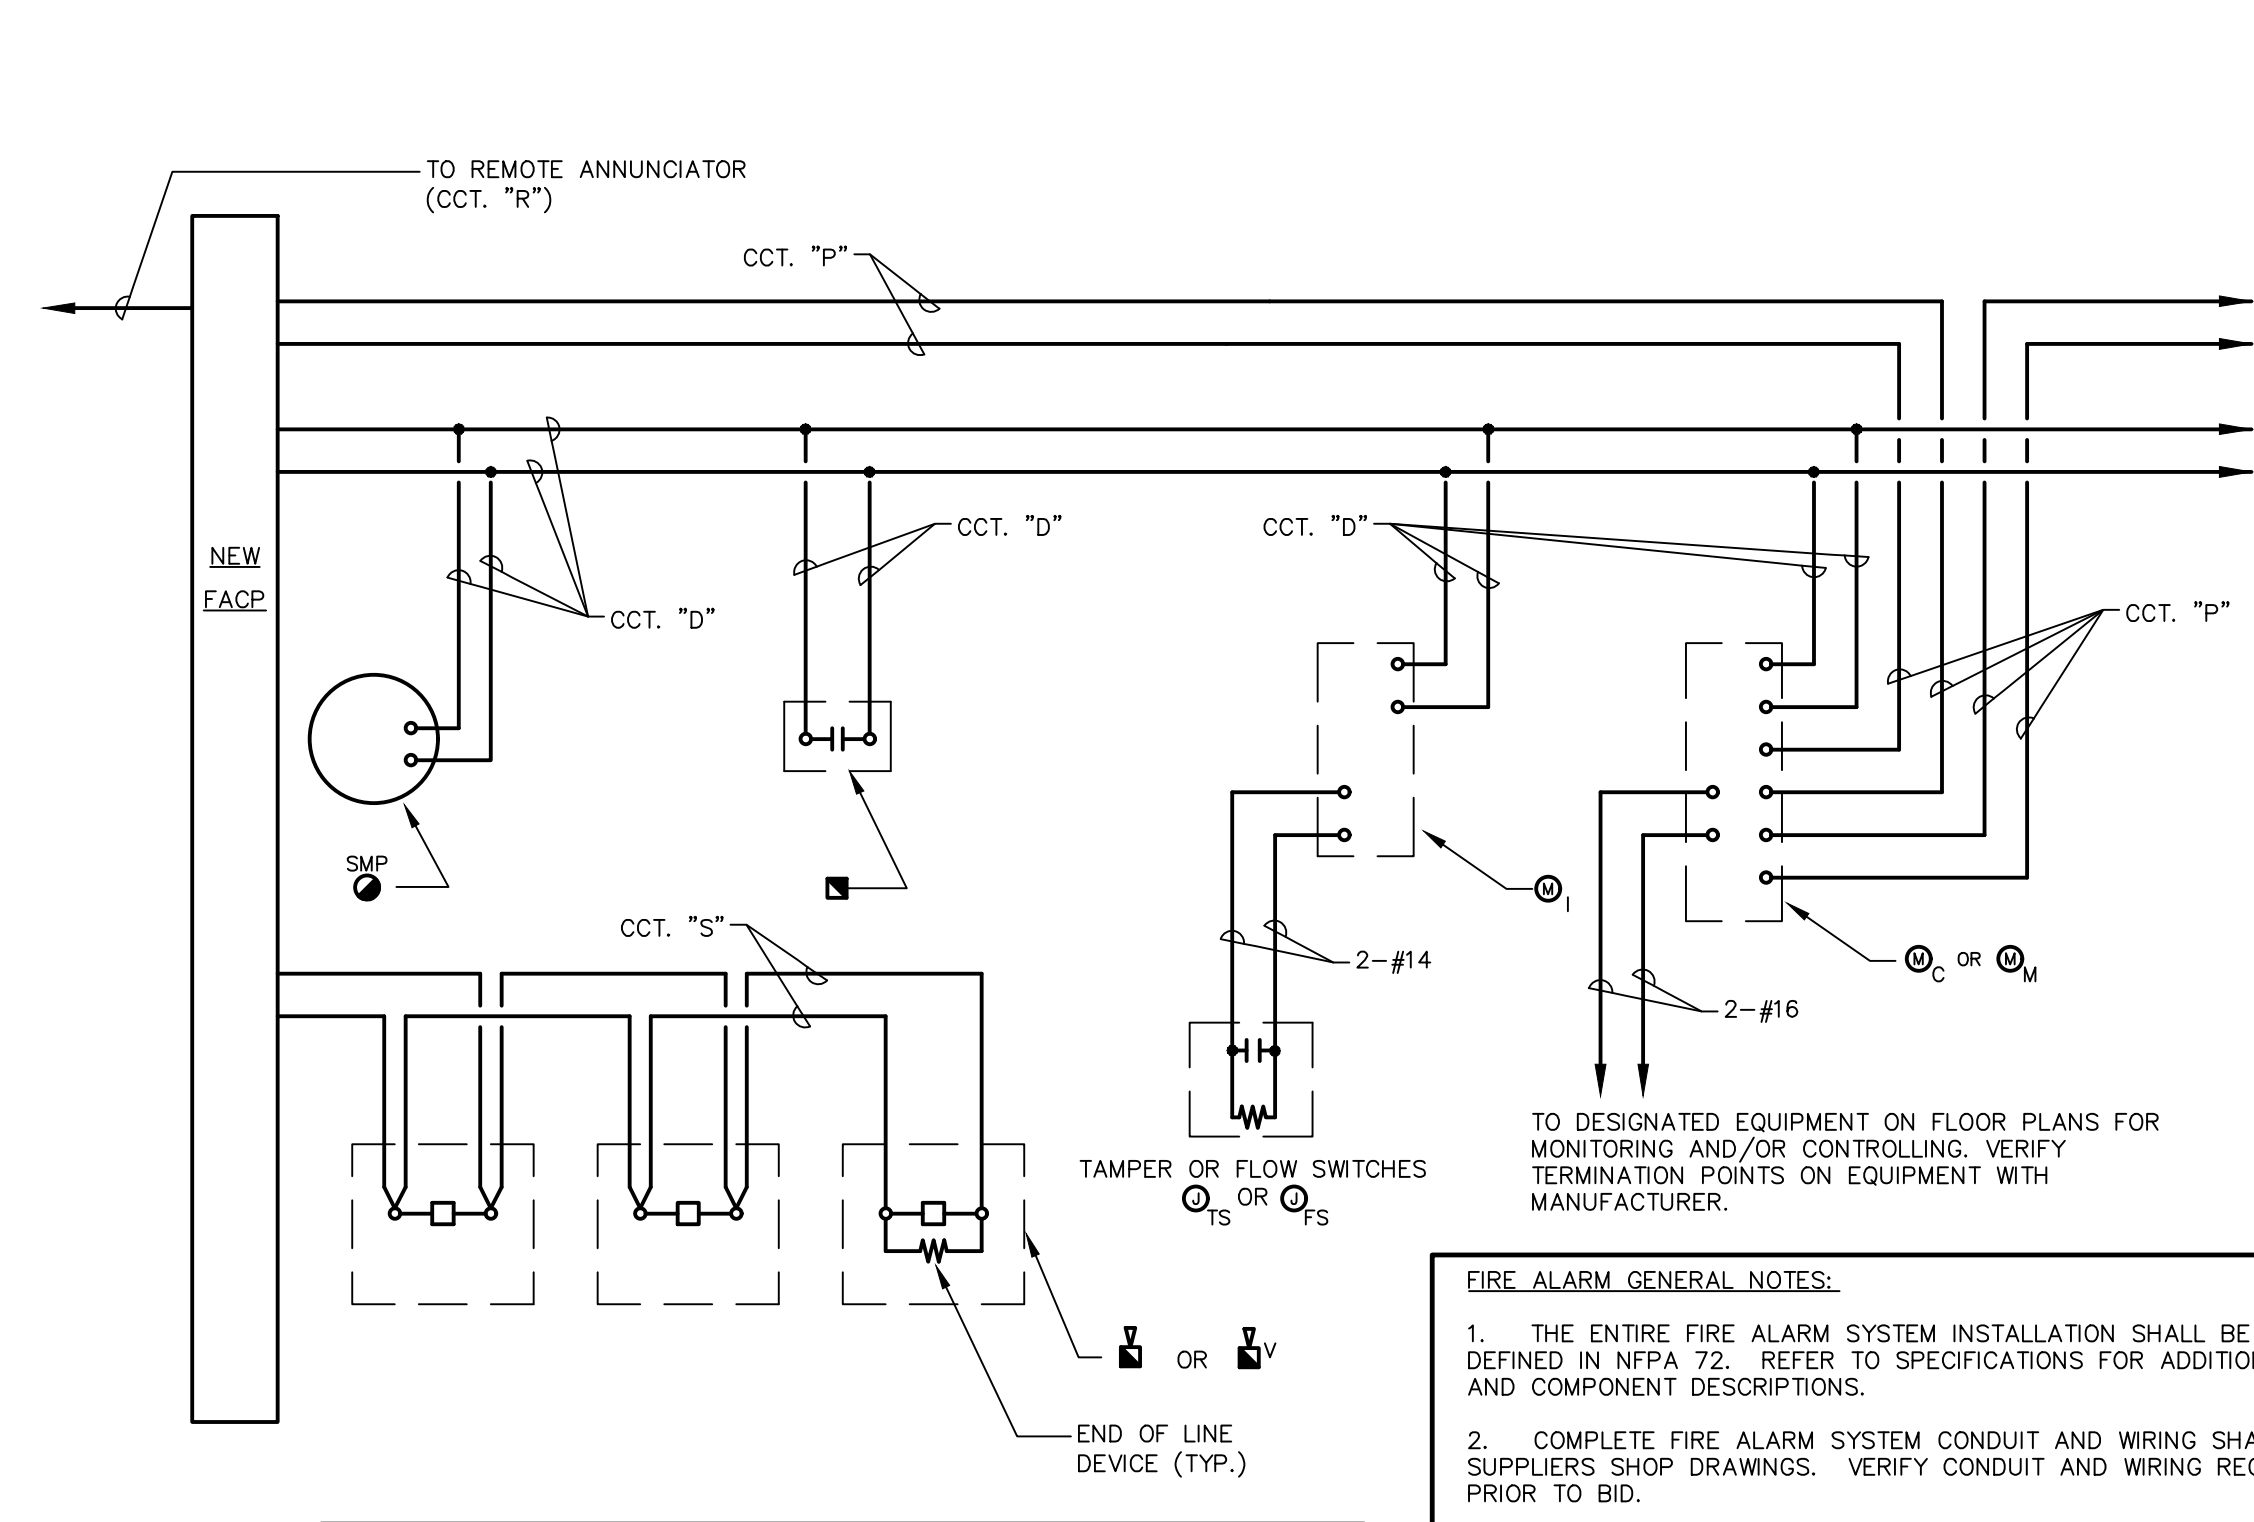 TO REMOTE ANNUNCIATOR
(CCT. "R")
CCT. "P"
NEW
FACP
CCT. "D"
CCT. "D"
CCT. "D"
CCT. "P"
SMP
CCT. "S"
2-#14
M
I
M
C
OR
M
M
2-#16
TO DESIGNATED EQUIPMENT ON FLOOR PLANS FOR
MONITORING AND/OR CONTROLLING. VERIFY
TERMINATION POINTS ON EQUIPMENT WITH
MANUFACTURER.
TAMPER OR FLOW SWITCHES
J TS OR J FS
OR
V
END OF LINE
DEVICE (TYP.)
FIRE ALARM GENERAL NOTES:
1. THE ENTIRE FIRE ALARM SYSTEM INSTALLATION SHALL BE
DEFINED IN NFPA 72. REFER TO SPECIFICATIONS FOR
AND COMPONENT DESCRIPTIONS.
2. COMPLETE FIRE ALARM SYSTEM CONDUIT AND WIRING
SUPPLIERS SHOP DRAWINGS. VERIFY CONDUIT AND WIRING
PRIOR TO BID.